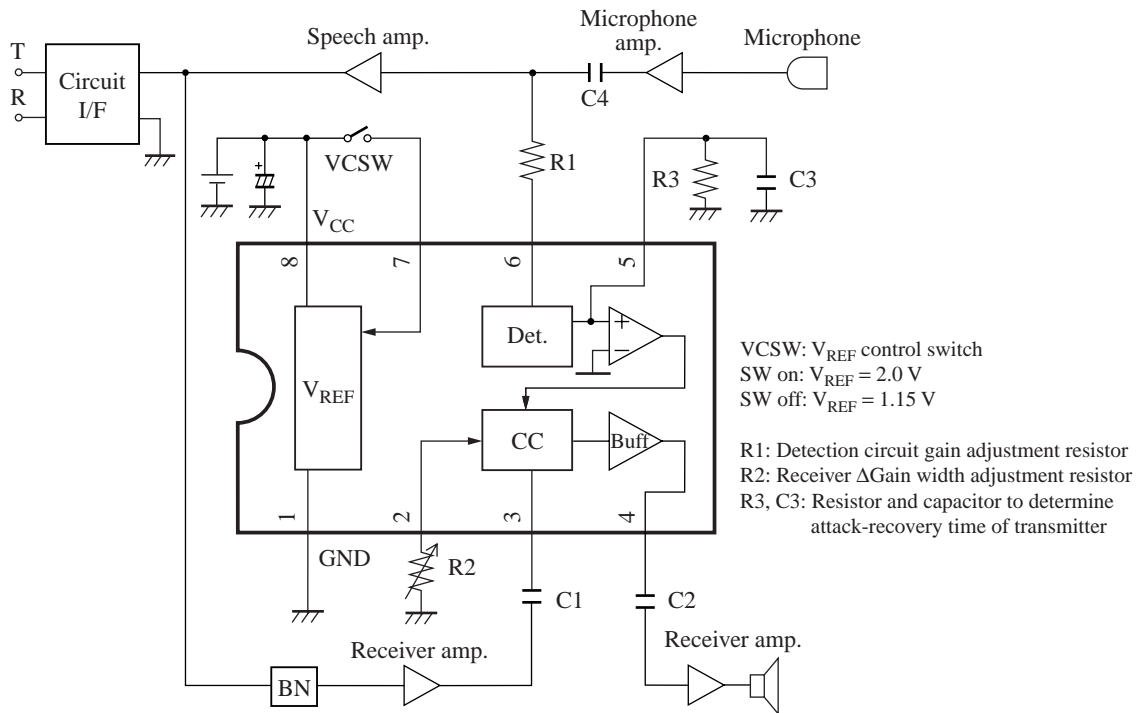 Speech amp.
Microphone
amp.
Microphone
T
R
Circuit
I/F
C4
VCSW
R1
R3
C3
+
VCC
8
7
6
5
VREF
Det.
+
−
CC
Buff
VCSW: VREF control switch
SW on: VREF = 2.0 V
SW off: VREF = 1.15 V
R1: Detection circuit gain adjustment resistor
R2: Receiver ΔGain width adjustment resistor
R3, C3: Resistor and capacitor to determine
attack-recovery time of transmitter
1
2
3
4
GND
R2
C1
C2
Receiver amp.
Receiver amp.
BN